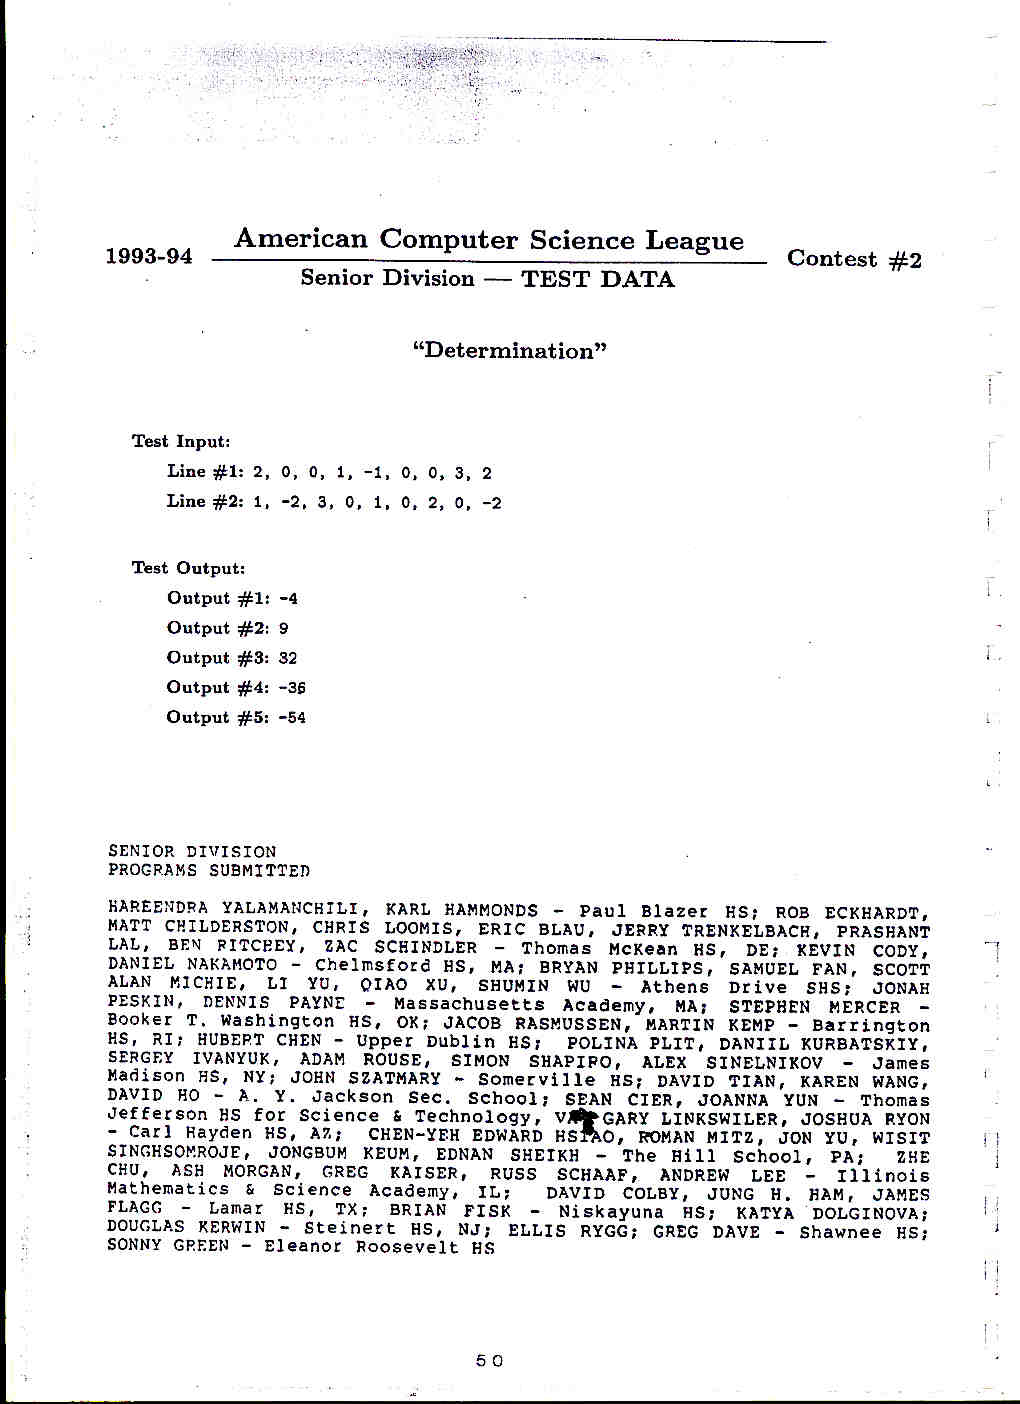 American Computer Science League
1993-94
Contest #2
Senior Division — TEST DATA
“Determination”
Test Input:
Line #1: 2, 0, 0, 1, -1, 0, 0, 3, 2
Line #2: 1, -2, 3, 0, 1, 0, 2, 0, -2
Test Output:
Output #1: -4
Output #2: 9
Output #3: 32
Output #4: -36
Output #5: -54
SENIOR DIVISION
PROGRAMS SUBMITTED
HAREENDRA YALAMANCHILI, KARL HAMMONDS - Paul Blazer HS; ROB ECKHARDT,
MATT CHILDERSTON, CHRIS LOOMIS, ERIC BLAU, JERRY TRENKELBACH, PRASHANT
LAL, BEN RITCHEY, ZAC SCHINDLER - Thomas McKean HS, DE; KEVIN CODY,
DANIEL NAKAMOTO - Chelmsford HS, MA; BRYAN PHILLIPS, SAMUEL FAN, SCOTT
ALAN MICHIE, LI YU, QIAO XU, SHUMIN WU - Athens Drive SHS; JONAH
PESKIN, DENNIS PAYNE - Massachusetts Academy, MA; STEPHEN MERCER -
Booker T. Washington HS, OK; JACOB RASMUSSEN, MARTIN KEMP - Barrington
HS, RI; HUBERT CHEN - Upper Dublin HS; POLINA PLIT, DANIIL KURBATSKIY,
SERGEY IVANYUK, ADAM ROUSE, SIMON SHAPIRO, ALEX SINELNIKOV - James
Madison HS, NY; JOHN SZATMARY - Somerville HS; DAVID TIAN, KAREN WANG,
DAVID HO - A. Y. Jackson Sec. School; SEAN CIER, JOANNA YUN - Thomas
Jefferson HS for Science & Technology, GARY LINKSWILER, JOSHUA RYON
- Carl Hayden HS, AZ; CHEN-YEH EDWARD HSIAO, ROMAN MITZ, JON YU, WISIT
SINGHSOMROJE, JONGBUM KEUM, EDNAN SHEIKH - The Hill School, PA; ZHE
CHU, ASH MORGAN, GREG KAISER, RUSS SCHAAF, ANDREW LEE - Illinois
Mathematics & Science Academy, IL; DAVID COLBY, JUNG H. HAM, JAMES
FLAGG - Lamar HS, TX; BRIAN FISK - Niskayuna HS; KATYA DOLGINOVA;
DOUGLAS KERWIN - Steinert HS, NJ; ELLIS RYGG; GREG DAVE - Shawnee HS;
SONNY GREEN - Eleanor Roosevelt HS
50